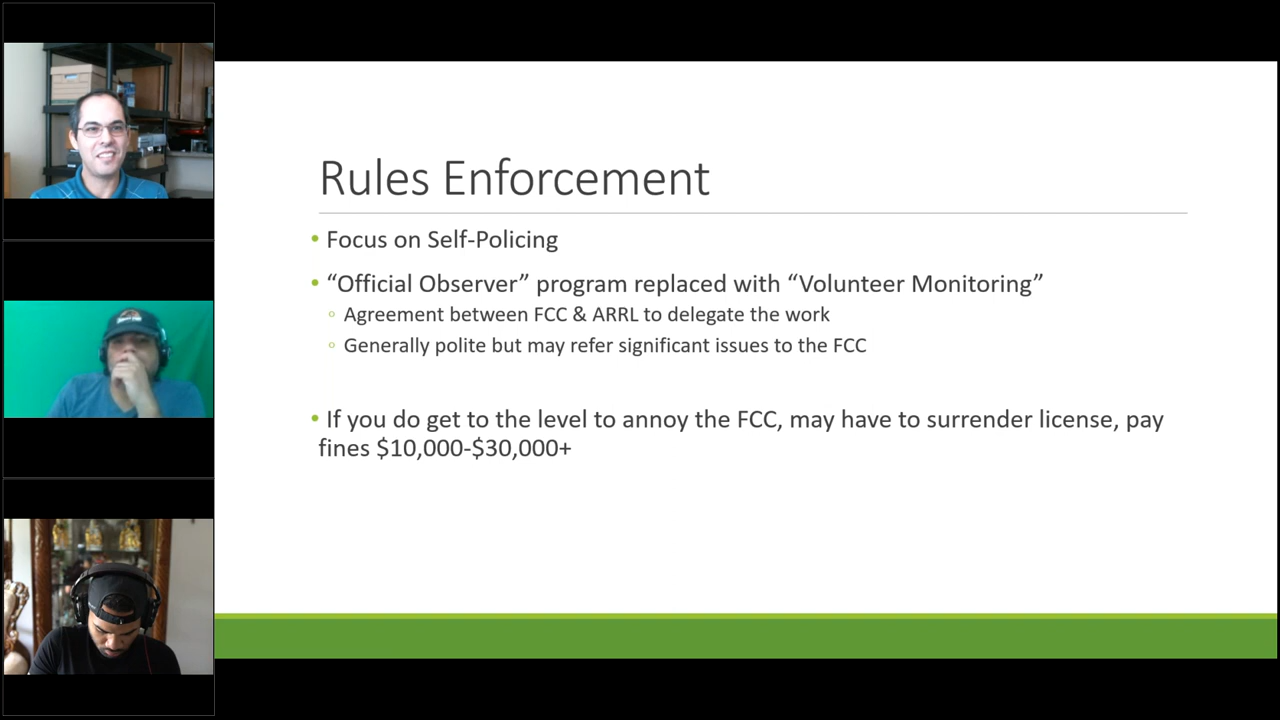 Rules Enforcement
• Focus on Self-Policing
• “Official Observer” program replaced with “Volunteer Monitoring”
◦ Agreement between FCC & ARRL to delegate the work
◦ Generally polite but may refer significant issues to the FCC
• If you do get to the level to annoy the FCC, may have to surrender license, pay
fines $10,000-$30,000+